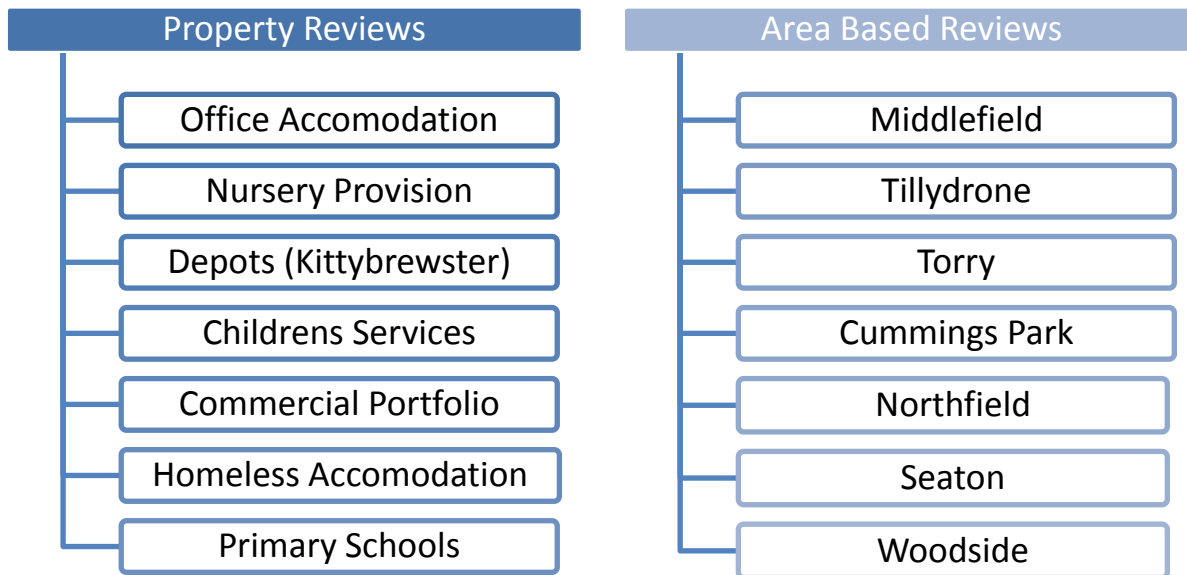 Property Reviews
Office Accomodation
Nursery Provision
Depots (Kittybrewster)
Childrens Services
Commercial Portfolio
Homeless Accomodation
Primary Schools
Area Based Reviews
Middlefield
Tillydrone
Torry
Cummings Park
Northfield
Seaton
Woodside